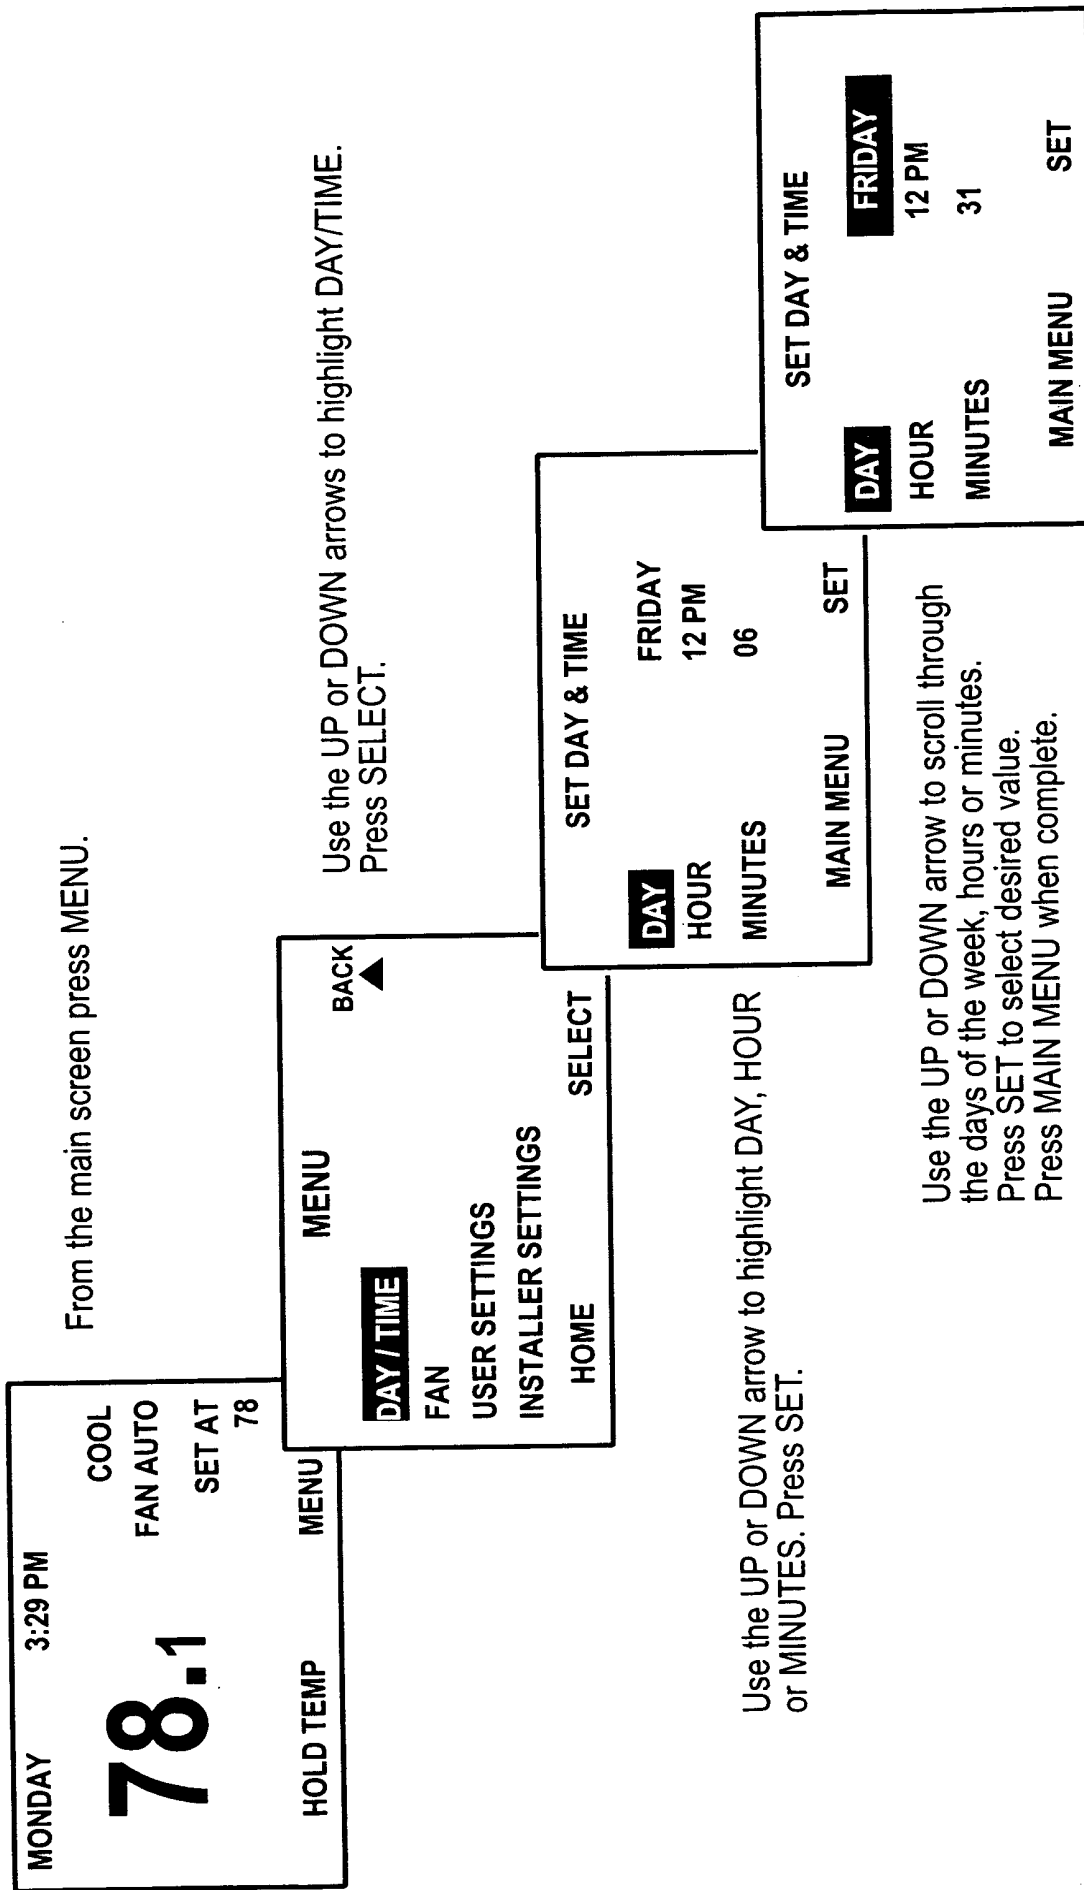 MONDAY 3:29 PM
78.1
COOL
FAN AUTO
SET AT
78
HOLD TEMP MENU
From the main screen press MENU.
MENU
BACK
DAY / TIME
FAN
USER SETTINGS
INSTALLER SETTINGS
HOME SELECT
Use the UP or DOWN arrows to highlight DAY/TIME.
Press SELECT.
SET DAY & TIME
DAY FRIDAY
HOUR 12 PM
MINUTES 06
MAIN MENU SET
Use the UP or DOWN arrow to highlight DAY, HOUR
or MINUTES. Press SET.
SET DAY & TIME
DAY FRIDAY
HOUR 12 PM
MINUTES 31
MAIN MENU SET
Use the UP or DOWN arrow to scroll through
the days of the week, hours or minutes.
Press SET to select desired value.
Press MAIN MENU when complete.